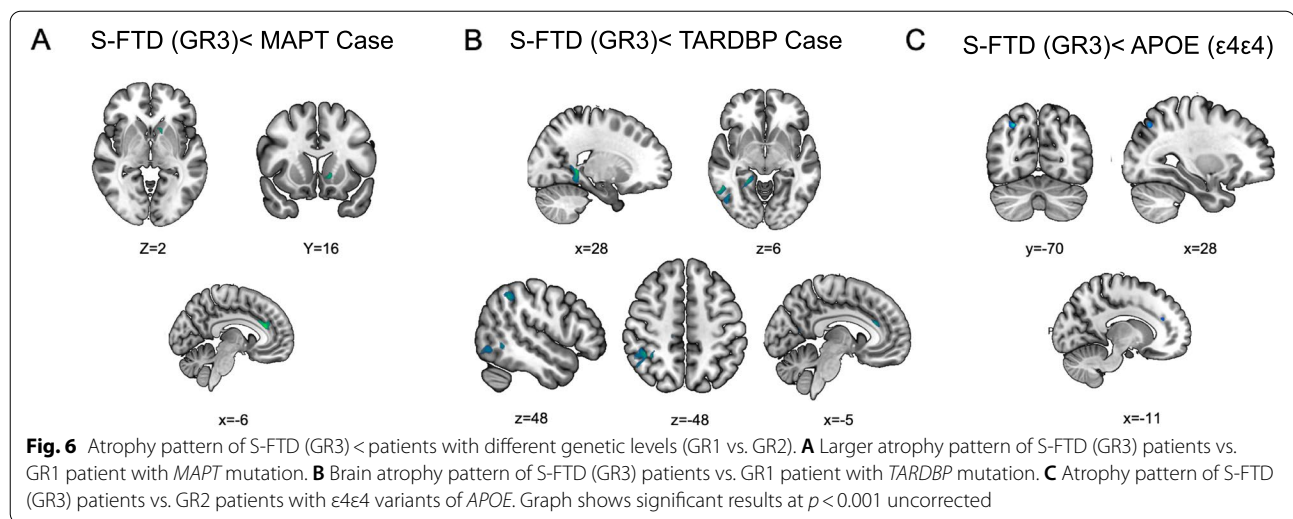 A S-FTD (GR3)< MAPT Case
B S-FTD (GR3)< TARDBP Case
C S-FTD (GR3)< APOE (ε4ε4)
Z=2
Y=16
x=-6
x=28
z=6
z=48
z=-48
x=-5
y=-70
x=28
P
x=-11
Fig. 6 Atrophy pattern of S-FTD (GR3) < patients with different genetic levels (GR1 vs. GR2). A Larger atrophy pattern of S-FTD (GR3) patients vs.
GR1 patient with MAPT mutation. B Brain atrophy pattern of S-FTD (GR3) patients vs. GR1 patient with TARDBP mutation. C Atrophy pattern of S-FTD
(GR3) patients vs. GR2 patients with ε4ε4 variants of APOE. Graph shows significant results at p < 0.001 uncorrected